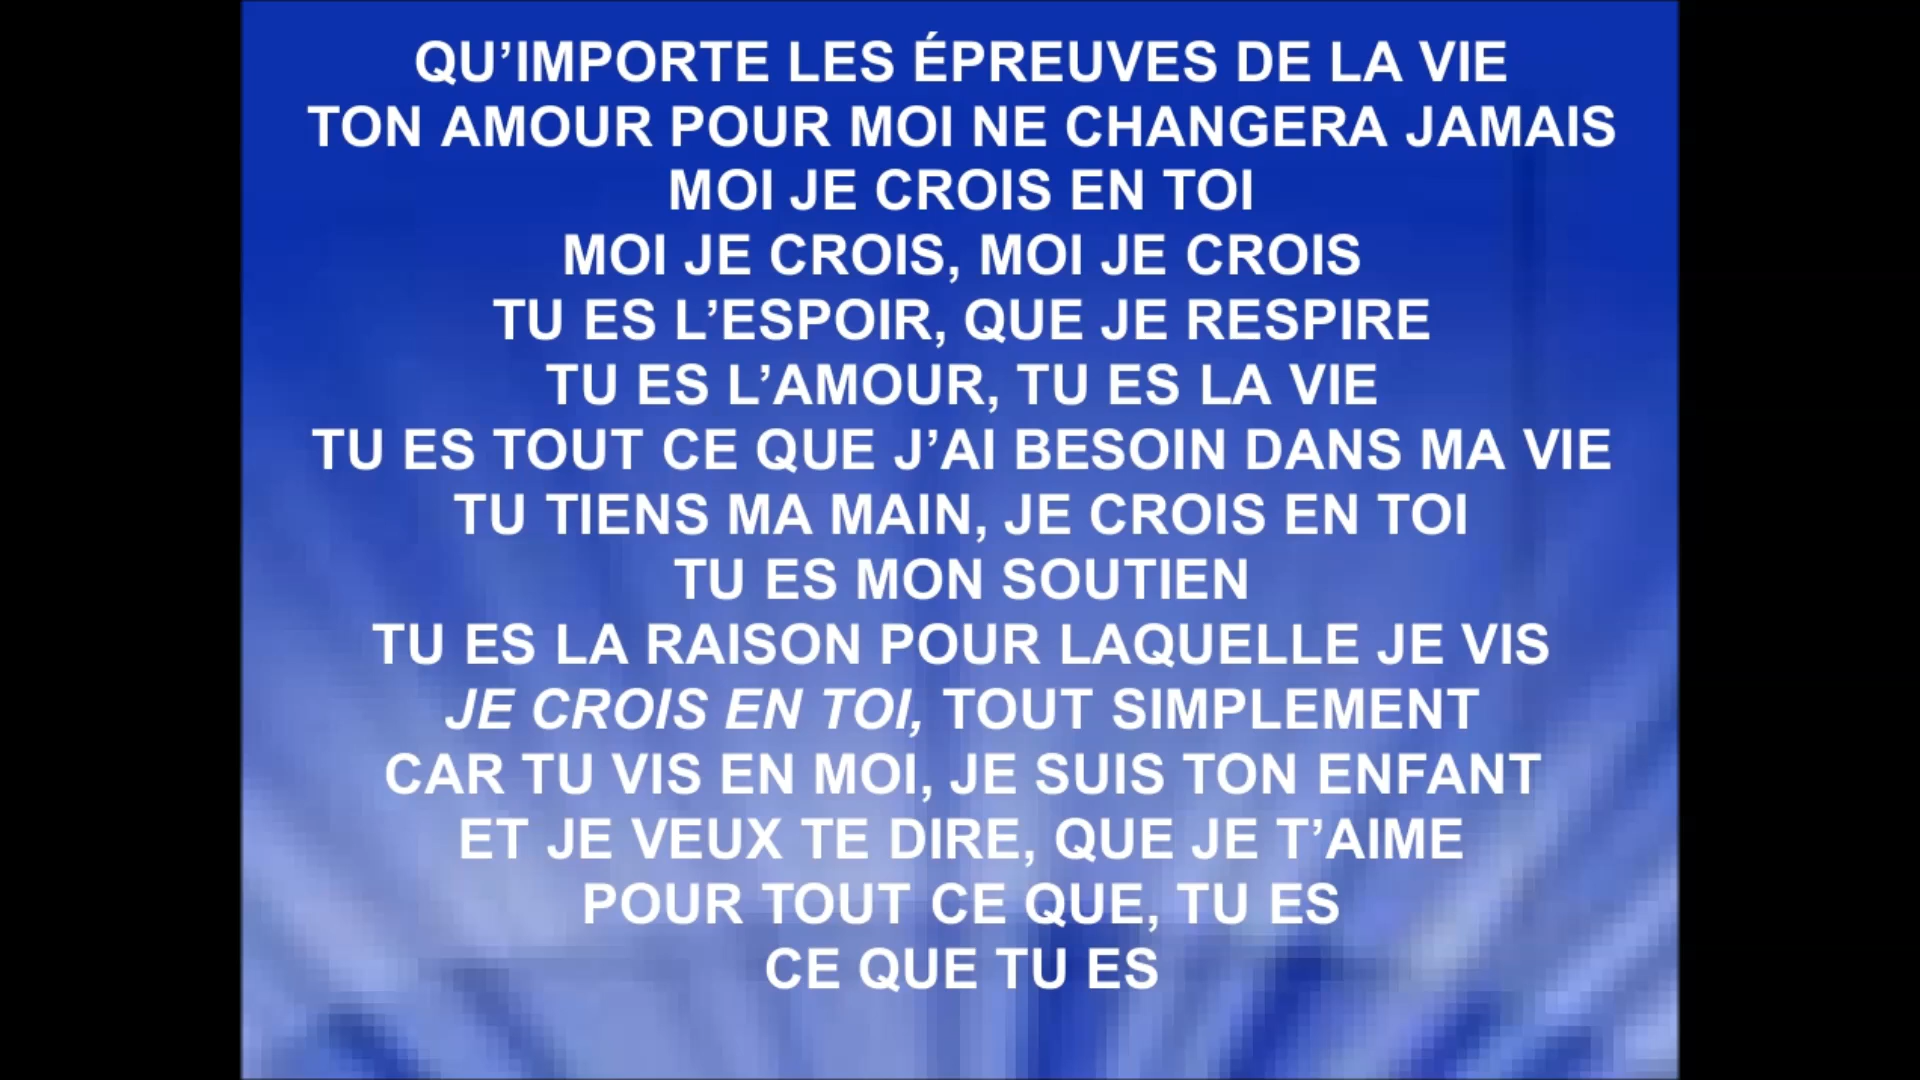 QU’IMPORTE LES ÉPREUVES DE LA VIE
TON AMOUR POUR MOI NE CHANGERA JAMAIS
MOI JE CROIS EN TOI
MOI JE CROIS, MOI JE CROIS
TU ES L’ESPOIR, QUE JE RESPIRE
TU ES L’AMOUR, TU ES LA VIE
TU ES TOUT CE QUE J’AI BESOIN DANS MA VIE
TU TIENS MA MAIN, JE CROIS EN TOI
TU ES MON SOUTIEN
TU ES LA RAISON POUR LAQUELLE JE VIS
JE CROIS EN TOI, TOUT SIMPLEMENT
CAR TU VIS EN MOI, JE SUIS TON ENFANT
ET JE VEUX TE DIRE, QUE JE T’AIME
POUR TOUT CE QUE, TU ES
CE QUE TU ES